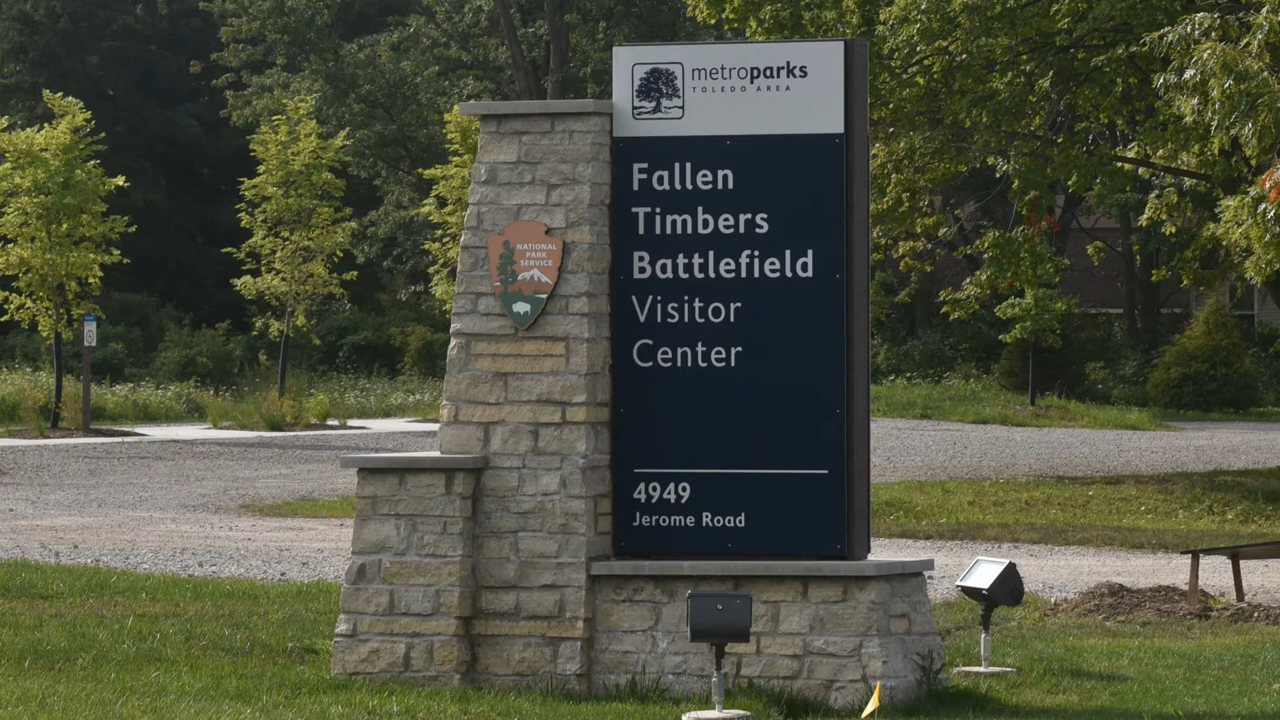 metroparks
TOLEDO AREA
Fallen
Timbers
Battlefield
Visitor
Center
4949
Jerome Road
NATIONAL
PARK
SERVICE